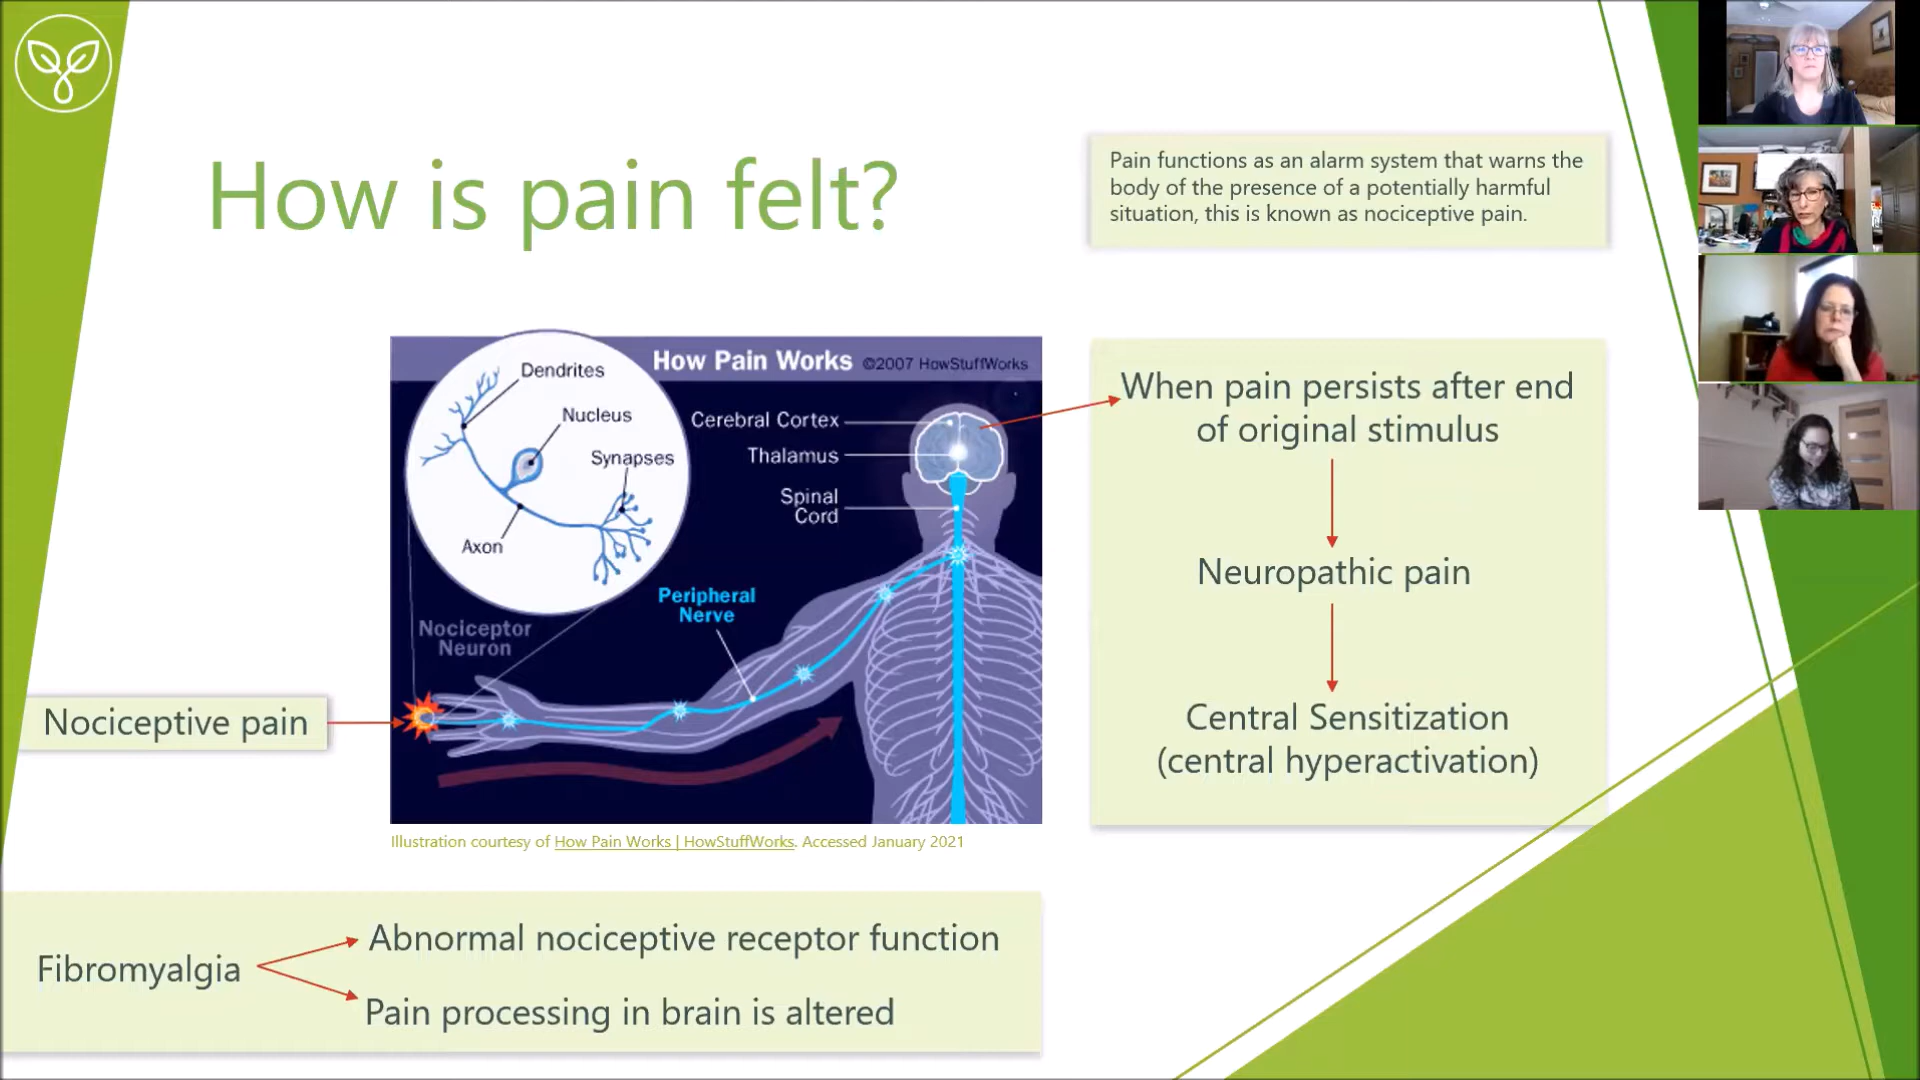 How is pain felt?
Pain functions as an alarm system that warns the
body of the presence of a potentially harmful
situation, this is known as nociceptive pain.
How Pain Works ©2007 HowStuffWorks
Dendrites
Nucleus
Synapses
Axon
Cerebral Cortex
Thalamus
Spinal
Cord
Peripheral
Nerve
Nociceptor
Neuron
Nociceptive pain
When pain persists after end
of original stimulus
Neuropathic pain
Central Sensitization
(central hyperactivation)
Illustration courtesy of How Pain Works | HowStuffWorks. Accessed January 2021
Fibromyalgia
Abnormal nociceptive receptor function
Pain processing in brain is altered